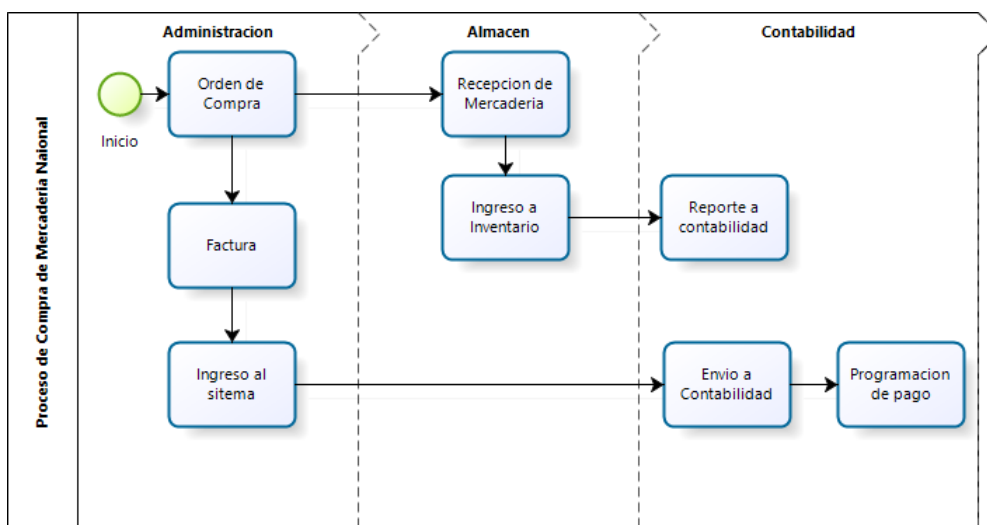 Proceso de Compra de Mercaderia Naional
Administracion
Almacen
Contabilidad
Inicio
Orden de
Compra
Recepcion de
Mercaderia
Factura
Ingreso a
Inventario
Reporte a
contabilidad
Ingreso al
sitema
Envio a
Contabilidad
Programacion
de pago